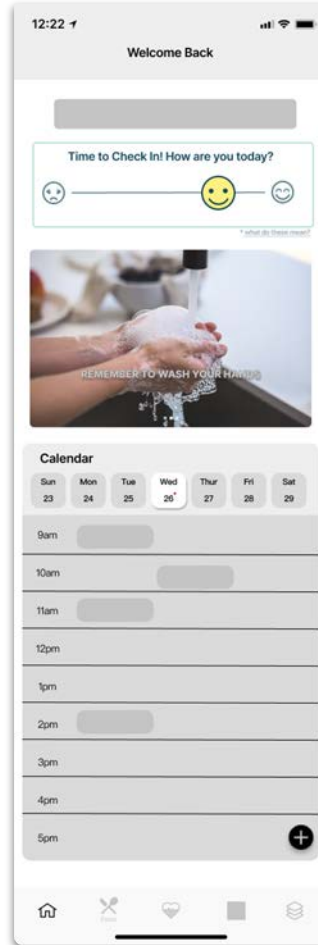 12:22
Welcome Back
Time to Check In! How are you today?
* what do these mean?
REMEMBER TO WASH YOUR HANDS
Calendar
Sun Mon Tue Wed Thur Fri Sat
23 24 25 26* 27 28 29
9am
10am
11am
12pm
1pm
2pm
3pm
4pm
5pm
Food